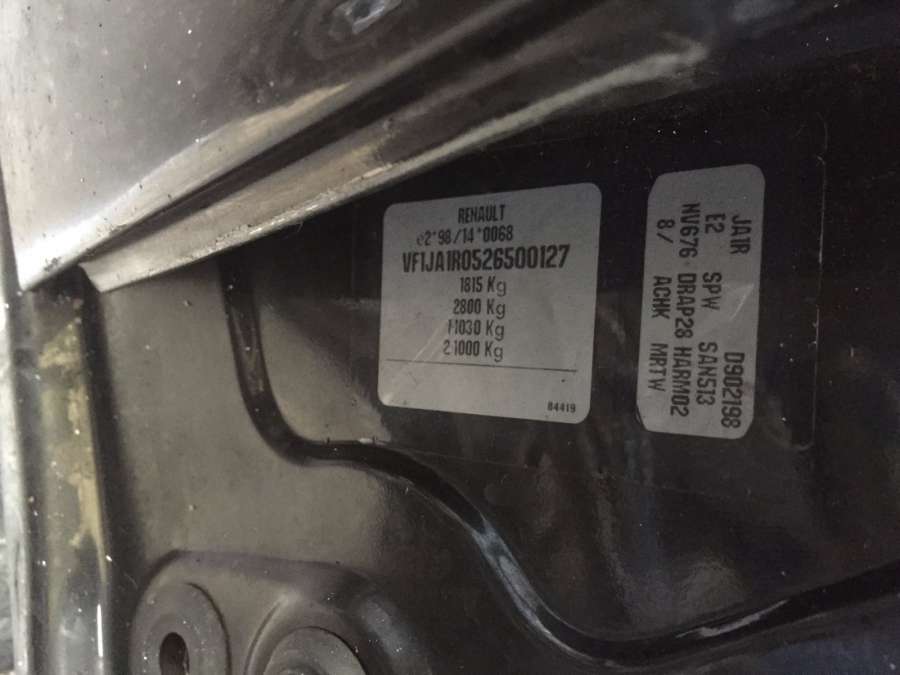 RENAULT
e2*98/14*0068
VF1JA1R0526500127
1815 Kg
2800 Kg
1-1030 Kg
2-1000 Kg
84419
JA1R D902198
E2 SPW SAN513
NV676 DRAP28 HARM02
8/ ACHK MRTW